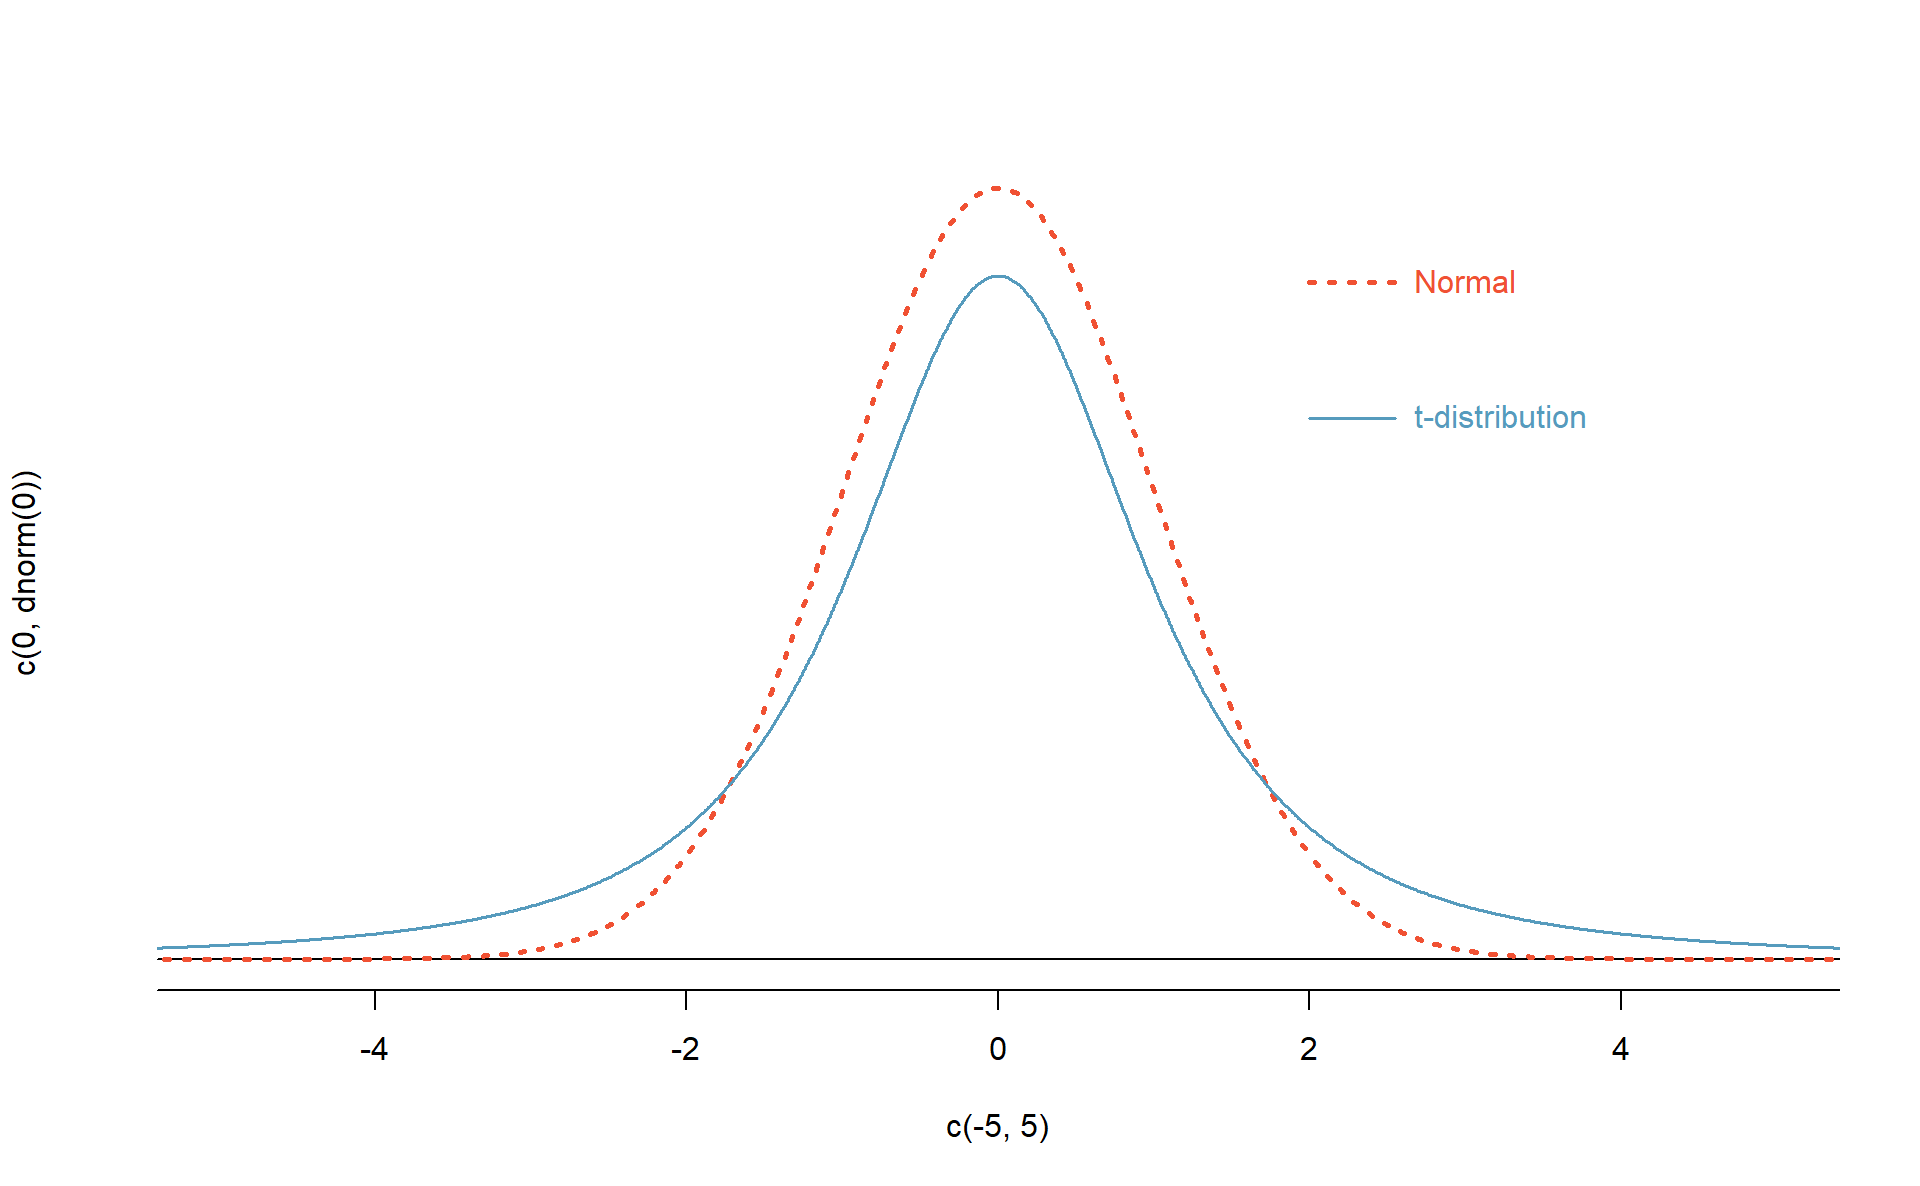 Normal
t-distribution
c(0, dnorm(0))
-4
-2
0
2
4
c(-5, 5)